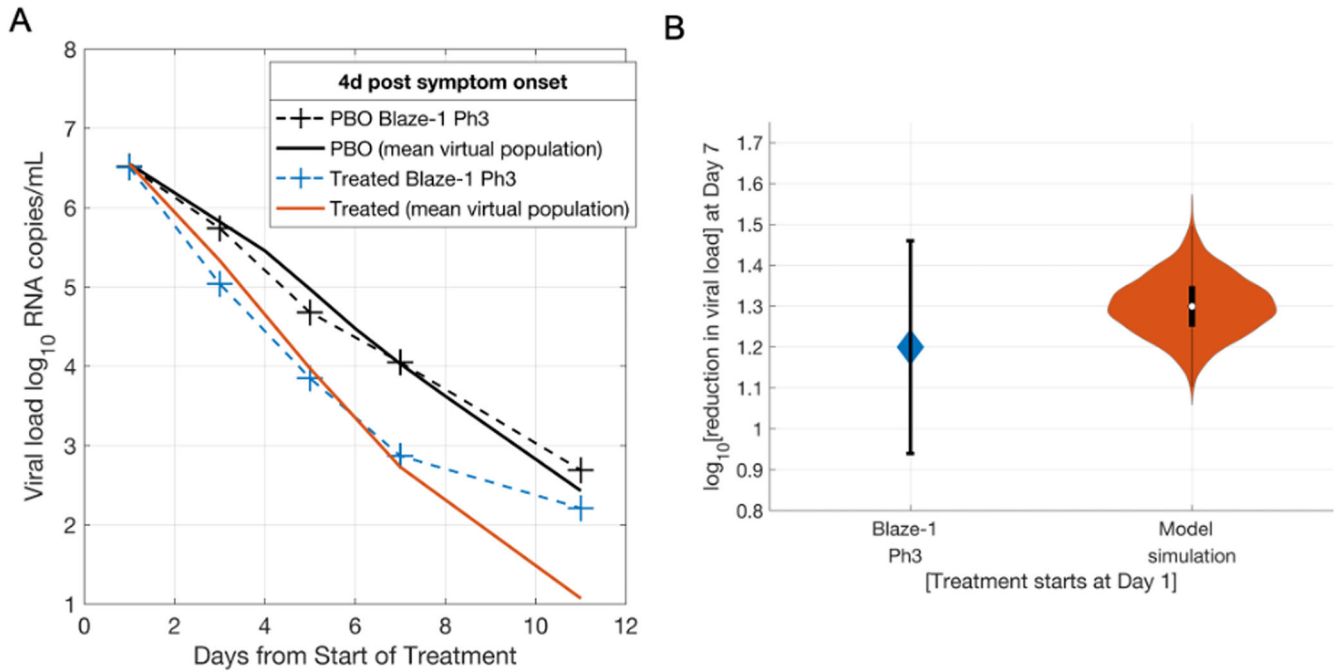 A
8
7
6
5
4
3
2
1
0
2
4
6
8
10
12
Viral load log10 RNA copies/mL
Days from Start of Treatment
4d post symptom onset
PBO Blaze-1 Ph3
PBO (mean virtual population)
Treated Blaze-1 Ph3
Treated (mean virtual population)
B
1.7
1.6
1.5
1.4
1.3
1.2
1.1
1
0.9
0.8
log10[reduction in viral load] at Day 7
Blaze-1
Ph3
Model
simulation
[Treatment starts at Day 1]